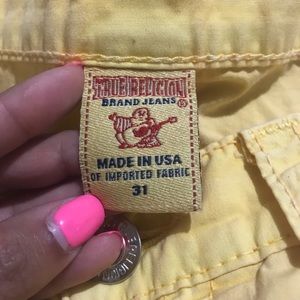 TRUE RELIGION
BRAND JEANS®
MADE IN USA
OF IMPORTED FABRIC
31